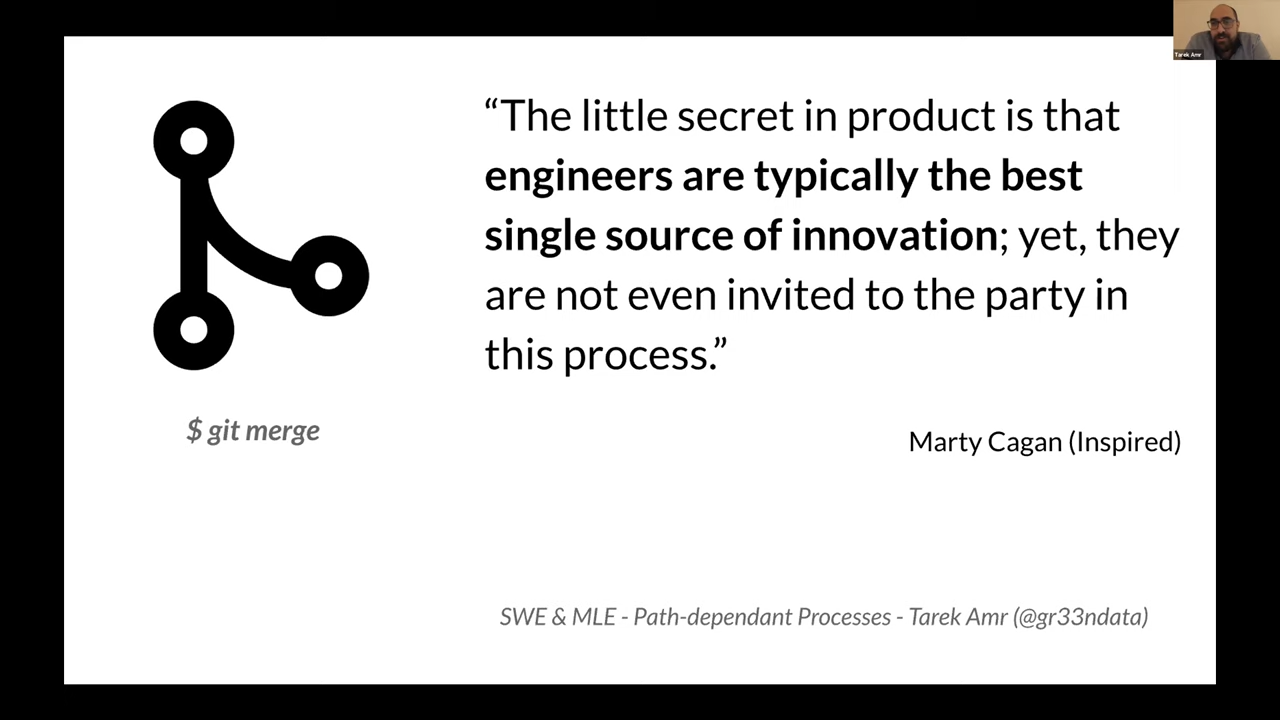 Tarek Amr
“The little secret in product is that
engineers are typically the best
single source of innovation; yet, they
are not even invited to the party in
this process.”
$ git merge
Marty Cagan (Inspired)
SWE & MLE - Path-dependant Processes - Tarek Amr (@gr33ndata)